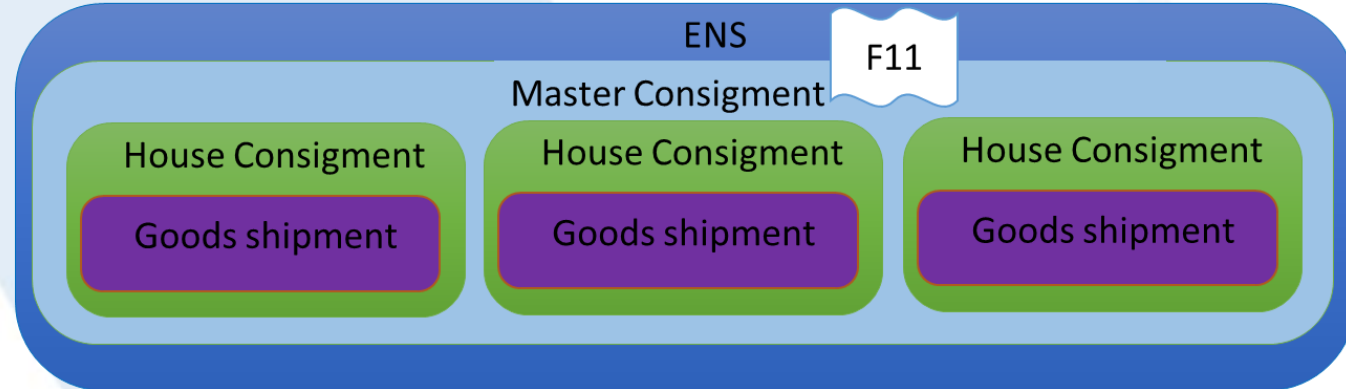 ENS
F11
Master Consigment
House Consigment
House Consigment
House Consigment
Goods shipment
Goods shipment
Goods shipment